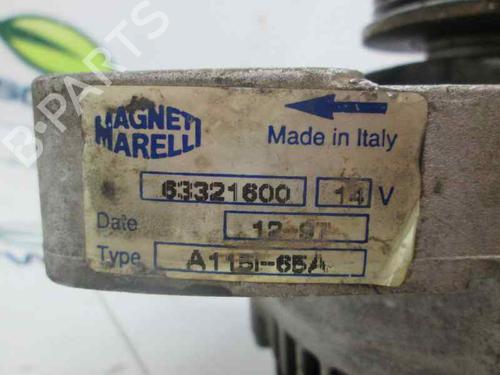 MAGNETI
MARELLI
Made in Italy
63321600 14 V
Date 12-97
Type A115I-65A
B-PARTS